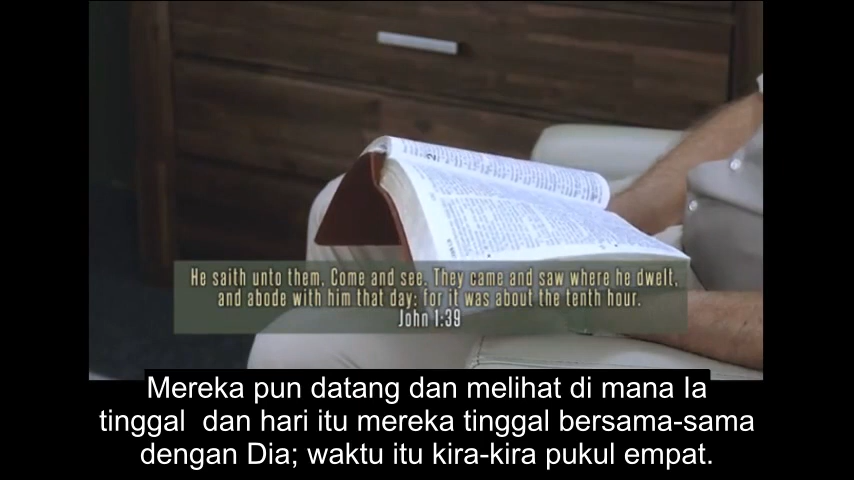 He saith unto them, Come and see. They came and saw where he dwelt,
and abode with him that day: for it was about the tenth hour.
John 1:39
Mereka pun datang dan melihat di mana Ia
tinggal dan hari itu mereka tinggal bersama-sama
dengan Dia; waktu itu kira-kira pukul empat.